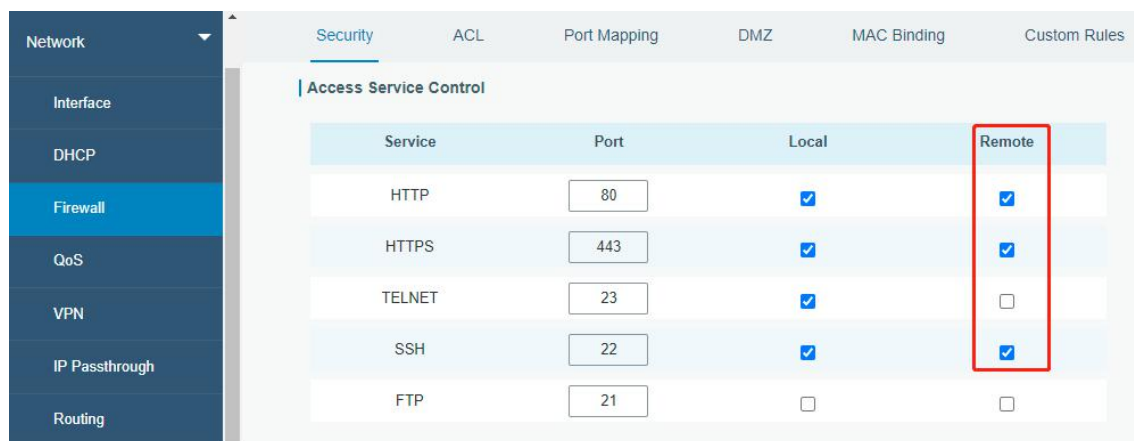 Network
Interface
DHCP
Firewall
QoS
VPN
IP Passthrough
Routing
Security ACL Port Mapping DMZ MAC Binding Custom Rules
Access Service Control
Service Port Local Remote
HTTP 80
HTTPS 443
TELNET 23
SSH 22
FTP 21